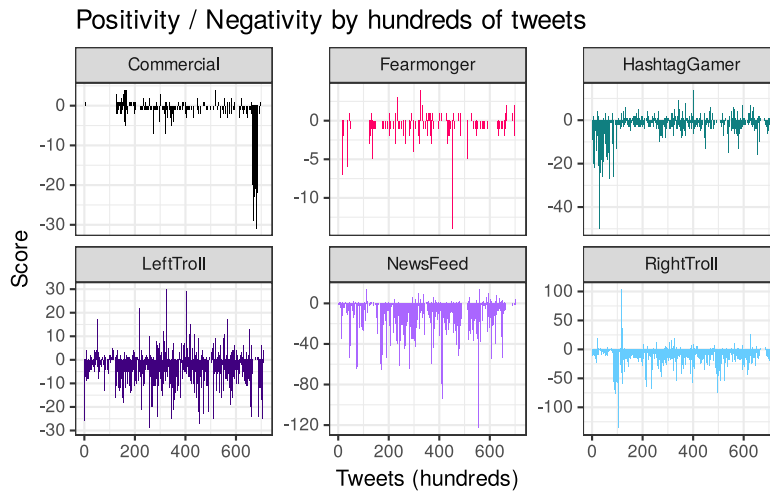 Positivity / Negativity by hundreds of tweets
Commercial
Fearmonger
HashtagGamer
0
-10
-20
-30
0
-5
-10
0
-20
-40
Score
LeftTroll
NewsFeed
RightTroll
30
20
10
0
-10
-20
-30
0
-40
-80
-120
100
50
0
-50
-100
0 200 400 600
0 200 400 600
0 200 400 600
Tweets (hundreds)